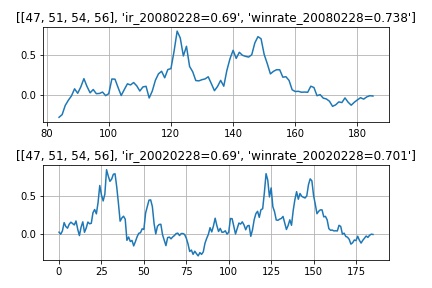 [[47, 51, 54, 56], 'ir_20080228=0.69', 'winrate_20080228=0.738']
0.5
0.0
80 100 120 140 160 180
[[47, 51, 54, 56], 'ir_20020228=0.69', 'winrate_20020228=0.701']
0.5
0.0
0 25 50 75 100 125 150 175